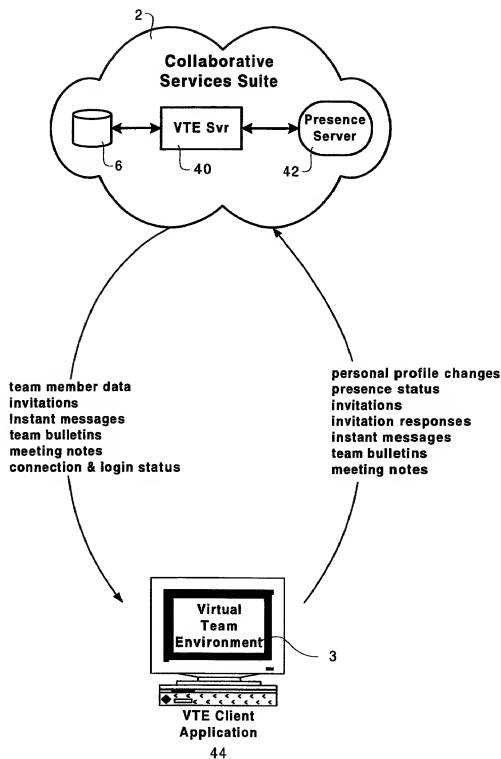 2
Collaborative
Services Suite
VTE Svr
Presence
Server
6
40
42
team member data
invitations
Instant messages
team bulletins
meeting notes
connection & login status
personal profile changes
presence status
invitations
invitation responses
instant messages
team bulletins
meeting notes
Virtual
Team
Environment
3
VTE Client
Application
44